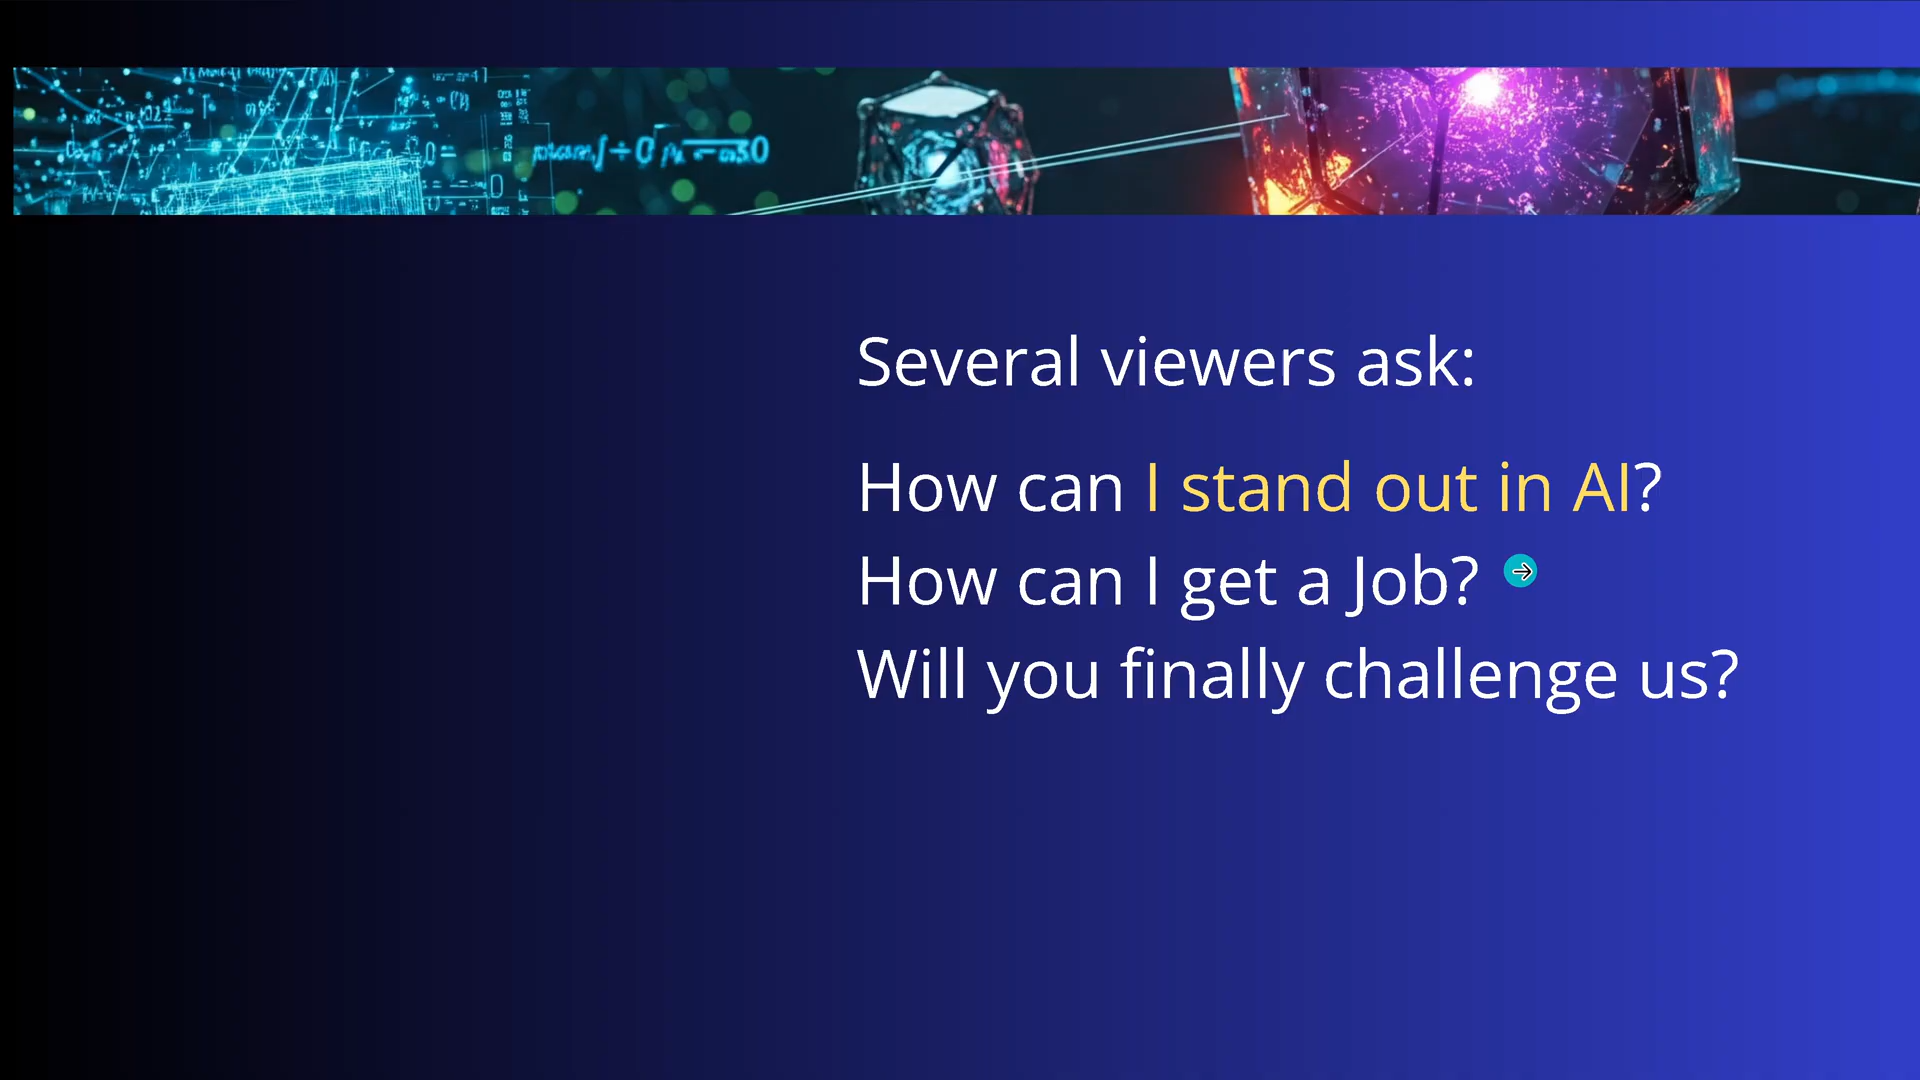 Several viewers ask:
How can I stand out in AI?
How can I get a Job?
Will you finally challenge us?